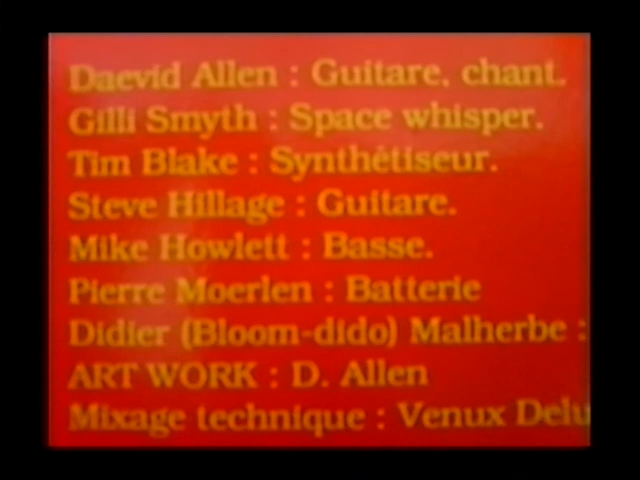 Daevid Allen : Guitare, chant.
Gilli Smyth : Space whisper.
Tim Blake : Synthétiseur.
Steve Hillage : Guitare.
Mike Howlett : Basse.
Pierre Moerlen : Batterie
Didier (Bloom-dido) Malherbe :
ART WORK : D. Allen
Mixage technique : Venux Delu